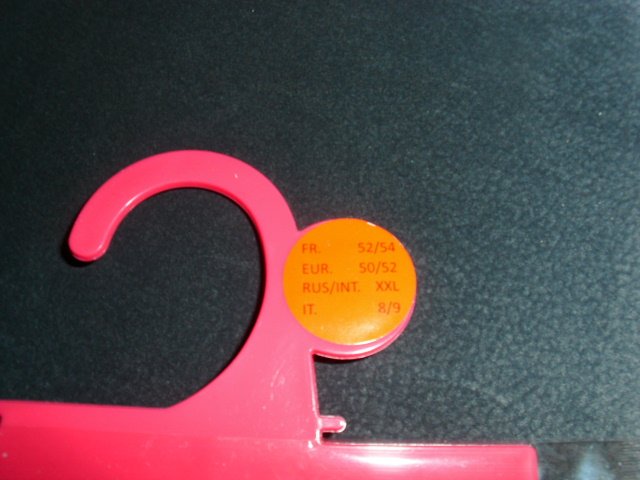 FR. 52/54
EUR. 50/52
RUS/INT. XXL
IT. 8/9